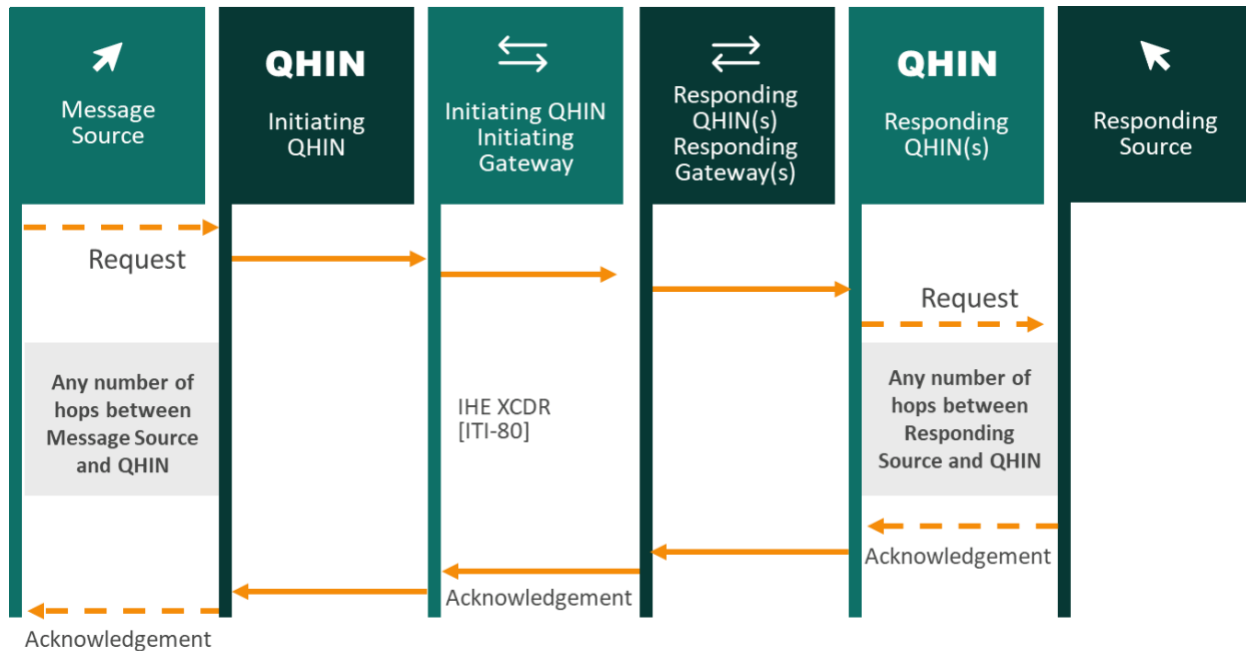 Message
Source
QHIN
Initiating
QHIN
Initiating QHIN
Initiating
Gateway
Responding
QHIN(s)
Responding
Gateway(s)
QHIN
Responding
QHIN(s)
Responding
Source
Request
Request
Any number of
hops between
Message Source
and QHIN
IHE XCDR
[ITI-80]
Any number of
hops between
Responding
Source and QHIN
Acknowledgement
Acknowledgement
Acknowledgement